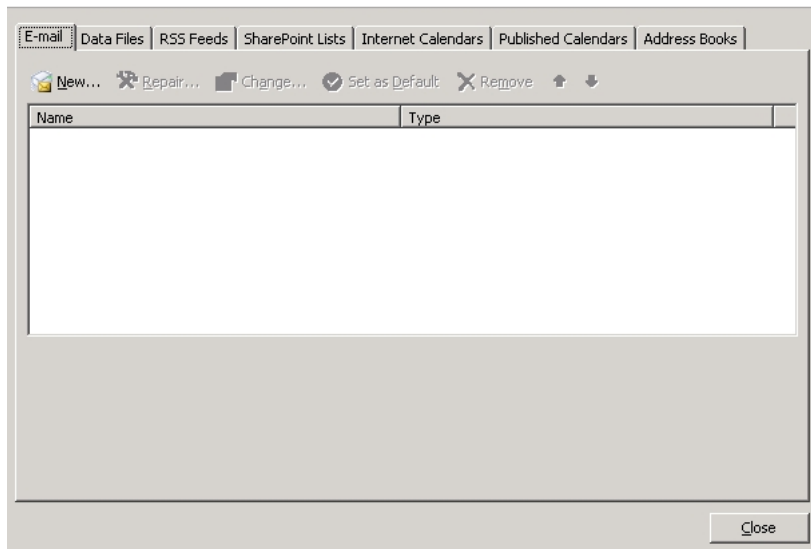 E-mail Data Files RSS Feeds SharePoint Lists Internet Calendars Published Calendars Address Books
New... Repair... Change... Set as Default Remove
Name Type
Close